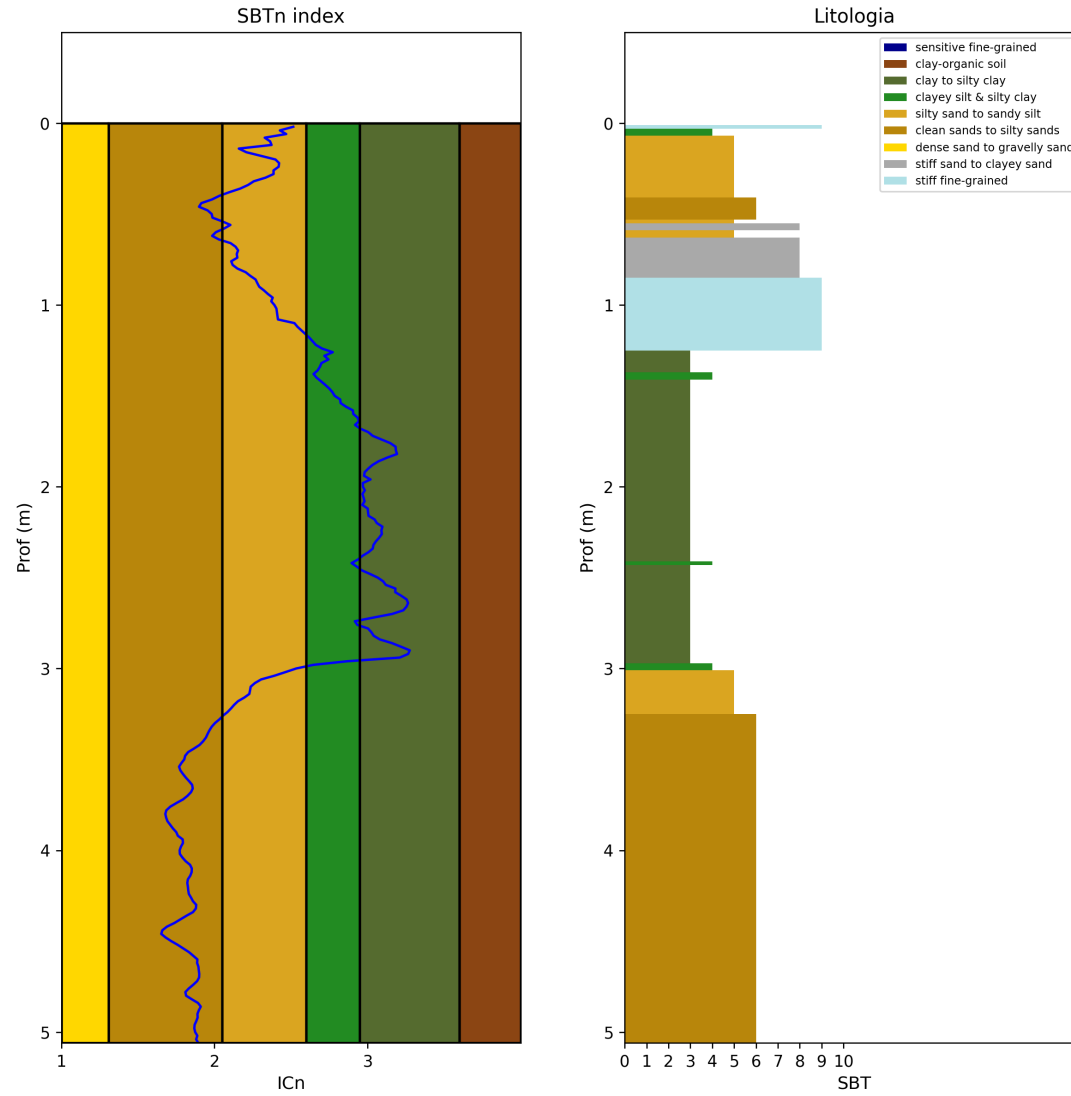 SBTn index
Litologia
sensitive fine-grained
clay-organic soil
clay to silty clay
clayey silt & silty clay
silty sand to sandy silt
clean sands to silty sands
dense sand to gravelly sand
stiff sand to clayey sand
stiff fine-grained
0
1
2
3
4
5
Prof (m)
1 2 3
ICn
0
1
2
3
4
5
Prof (m)
0 1 2 3 4 5 6 7 8 9 10
SBT